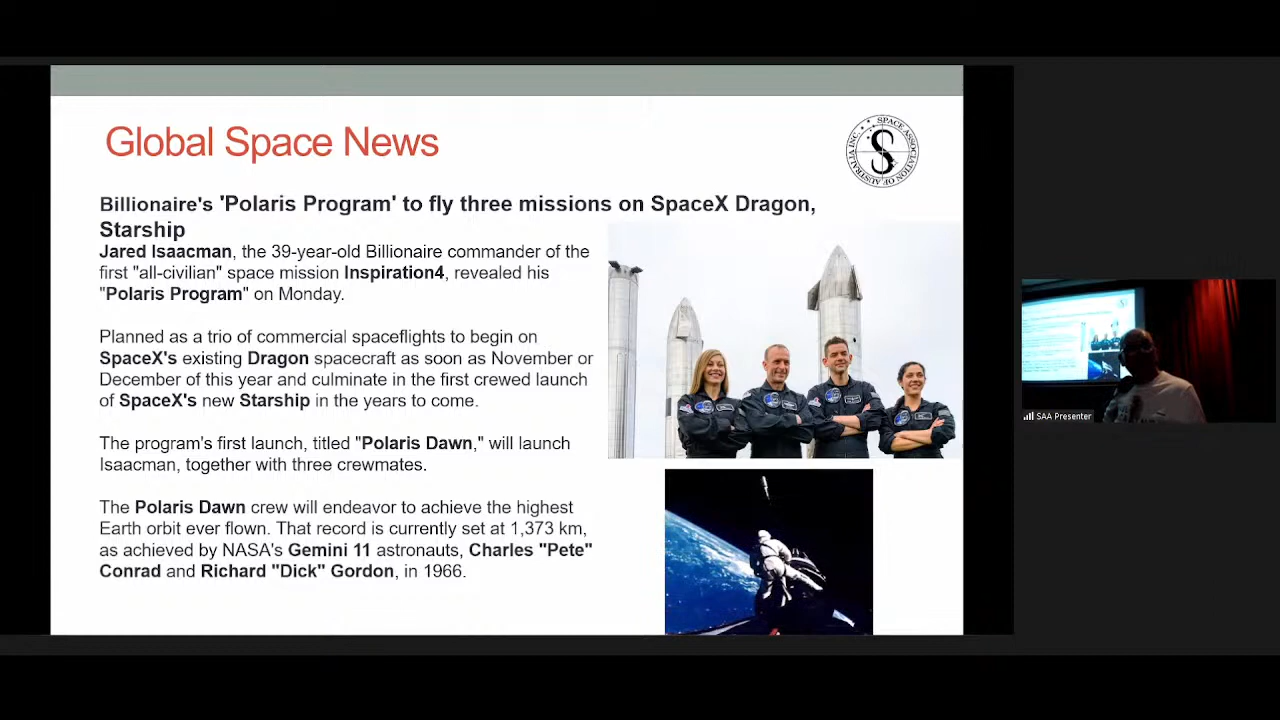 Global Space News
SPACE ASSOCIATION OF AUSTRALIA INC.
S
Billionaire's 'Polaris Program' to fly three missions on SpaceX Dragon,
Starship
Jared Isaacman, the 39-year-old Billionaire commander of the
first "all-civilian" space mission Inspiration4, revealed his
"Polaris Program" on Monday.
Planned as a trio of commercial spaceflights to begin on
SpaceX's existing Dragon spacecraft as soon as November or
December of this year and culminate in the first crewed launch
of SpaceX's new Starship in the years to come.
The program's first launch, titled "Polaris Dawn," will launch
Isaacman, together with three crewmates.
The Polaris Dawn crew will endeavor to achieve the highest
Earth orbit ever flown. That record is currently set at 1,373 km,
as achieved by NASA's Gemini 11 astronauts, Charles "Pete"
Conrad and Richard "Dick" Gordon, in 1966.
SAA Presenter